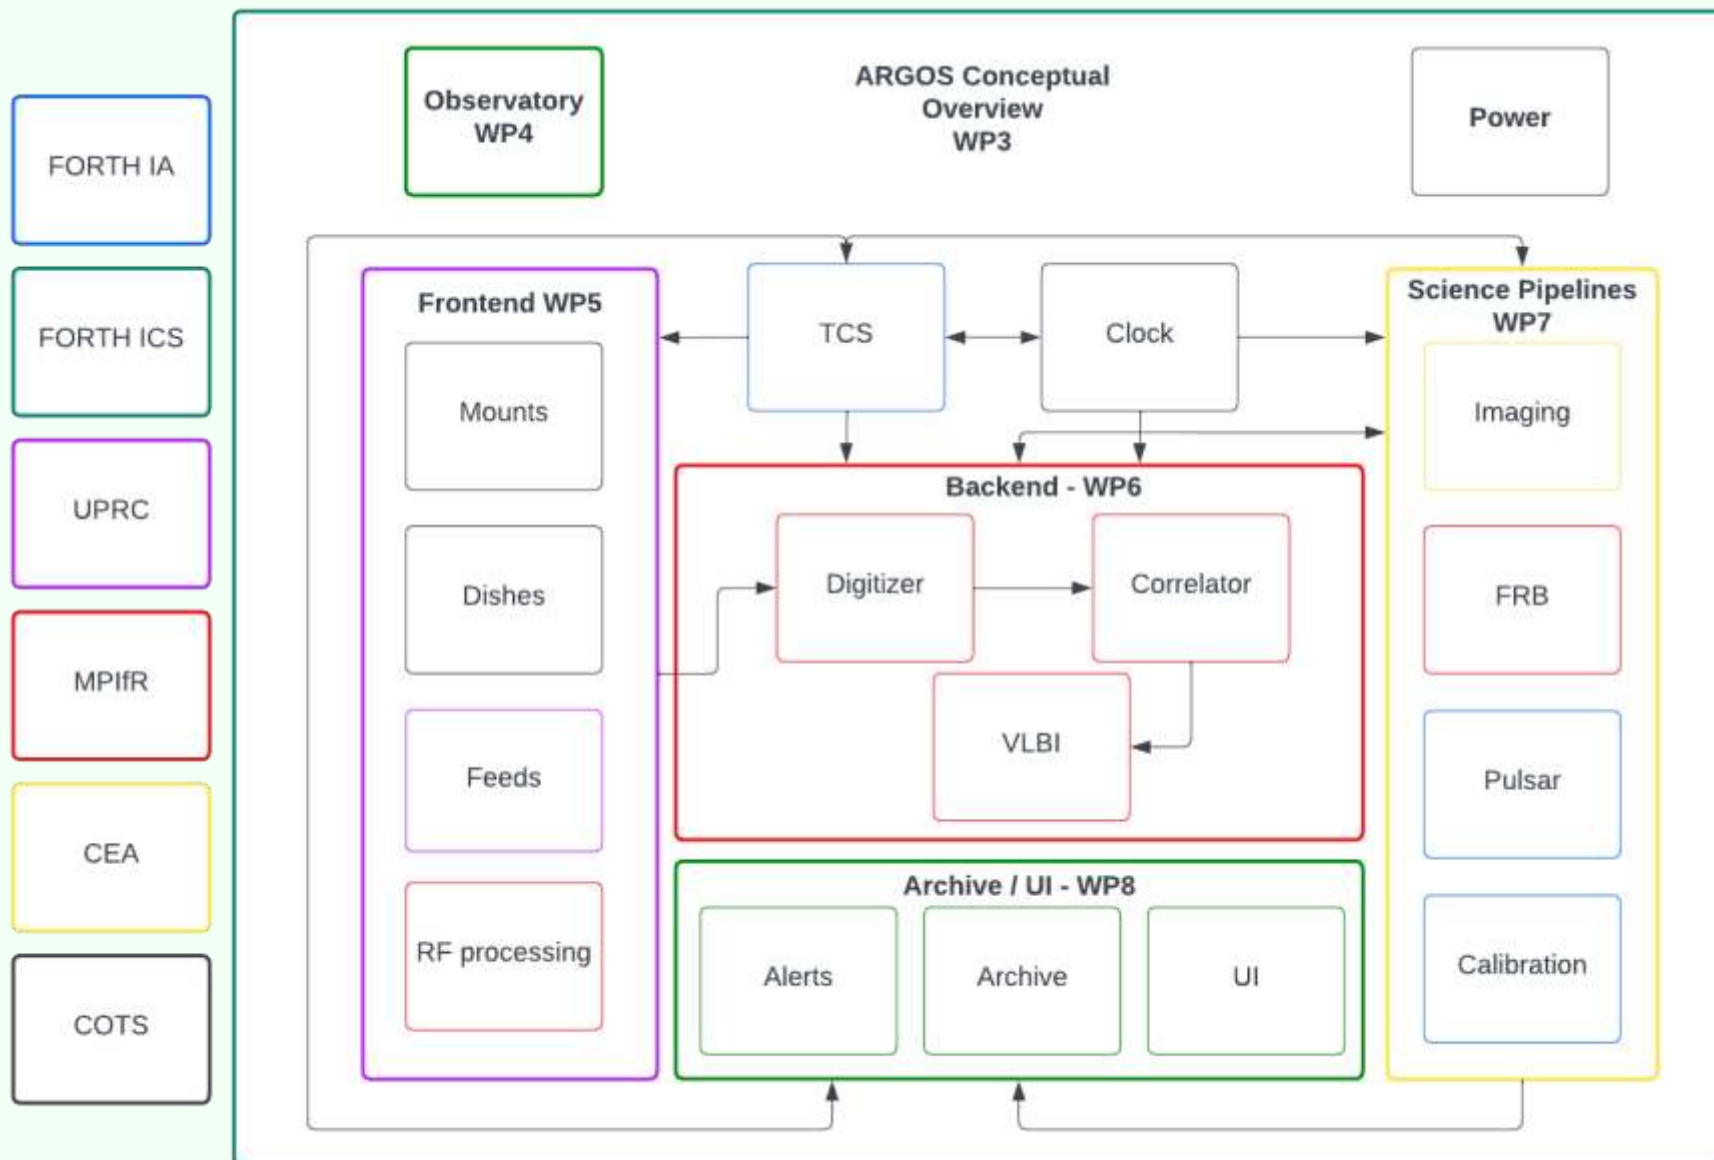 FORTH IA
FORTH ICS
UPRC
MPIfR
CEA
COTS
Observatory
WP4
ARGOS Conceptual
Overview
WP3
Power
Frontend WP5
Mounts
Dishes
Feeds
RF processing
TCS
Clock
Backend - WP6
Digitizer
Correlator
VLBI
Archive / UI - WP8
Alerts
Archive
UI
Science Pipelines
WP7
Imaging
FRB
Pulsar
Calibration